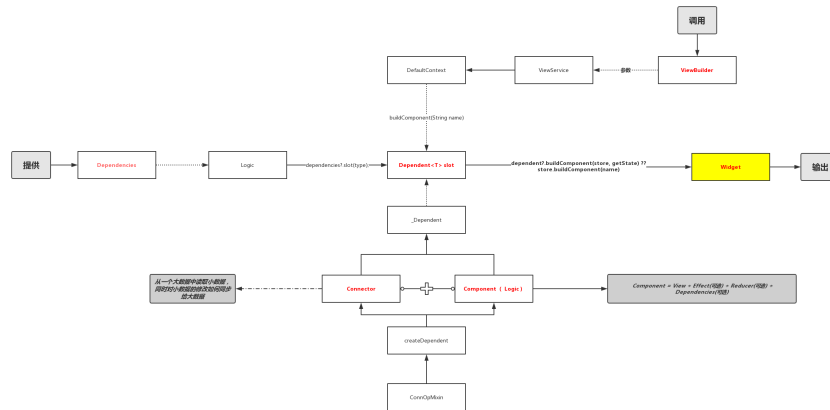 调用
DefaultContext
ViewService
参数
ViewBuilder
buildComponent(String name)
提供
Dependencies
Logic
dependencies?.slot(type);
Dependent<T> slot
dependent?.buildComponent(store, getState) ??
store.buildComponent(name)
Widget
输出
_Dependent
从一个大数据中读取小数据，
同时对小数据的修改如何同步
给大数据
Connector
Component （ Logic ）
Component = View + Effect(可选) + Reducer(可选) +
Dependencies(可选)
createDependent
ConnOpMixin